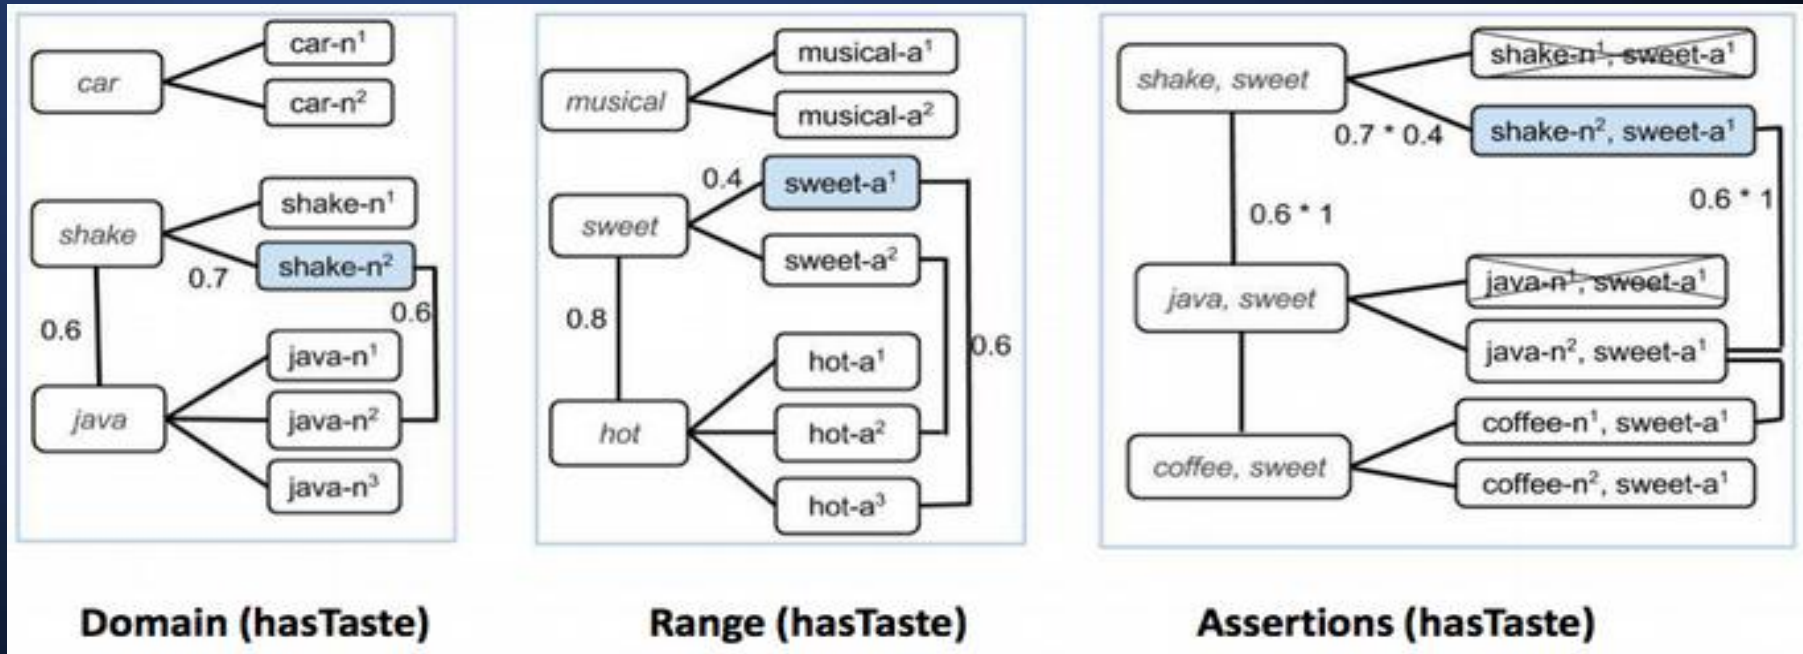 car
car-n¹
car-n²
shake
shake-n¹
shake-n²
0.7
0.6
0.6
java
java-n¹
java-n²
java-n³
Domain (hasTaste)
musical
musical-a¹
musical-a²
sweet
0.4
sweet-a¹
sweet-a²
0.8
0.6
hot
hot-a¹
hot-a²
hot-a³
Range (hasTaste)
shake, sweet
shake-n¹, sweet-a¹
0.7 * 0.4
shake-n², sweet-a¹
0.6 * 1
0.6 * 1
java, sweet
java-n¹, sweet-a¹
java-n², sweet-a¹
coffee, sweet
coffee-n¹, sweet-a¹
coffee-n², sweet-a¹
Assertions (hasTaste)